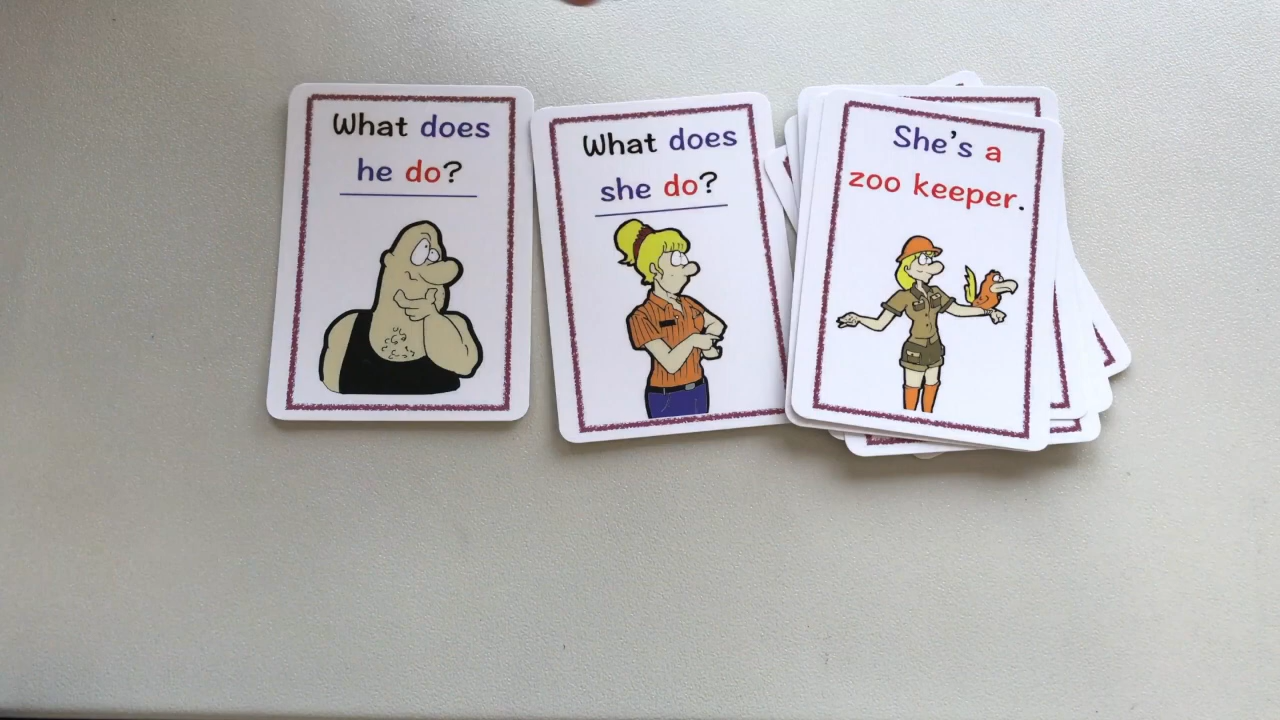 What does
he do?
What does
she do?
She's a
zoo keeper.